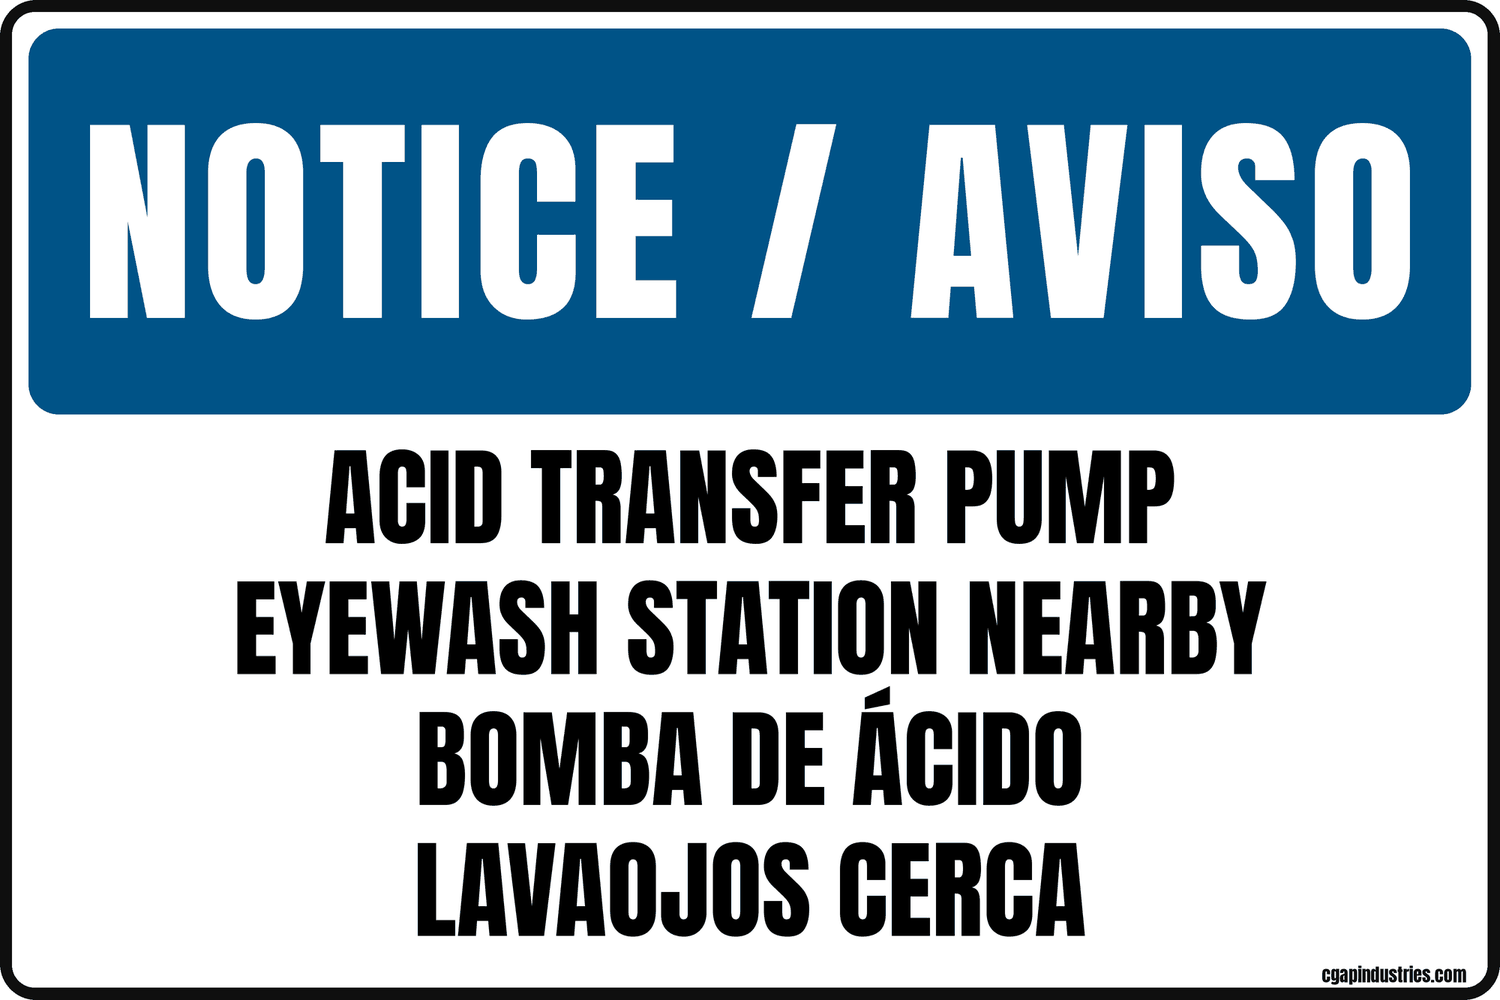 NOTICE / AVISO
ACID TRANSFER PUMP
EYEWASH STATION NEARBY
BOMBA DE ÁCIDO
LAVAOJOS CERCA
cgapindustries.com